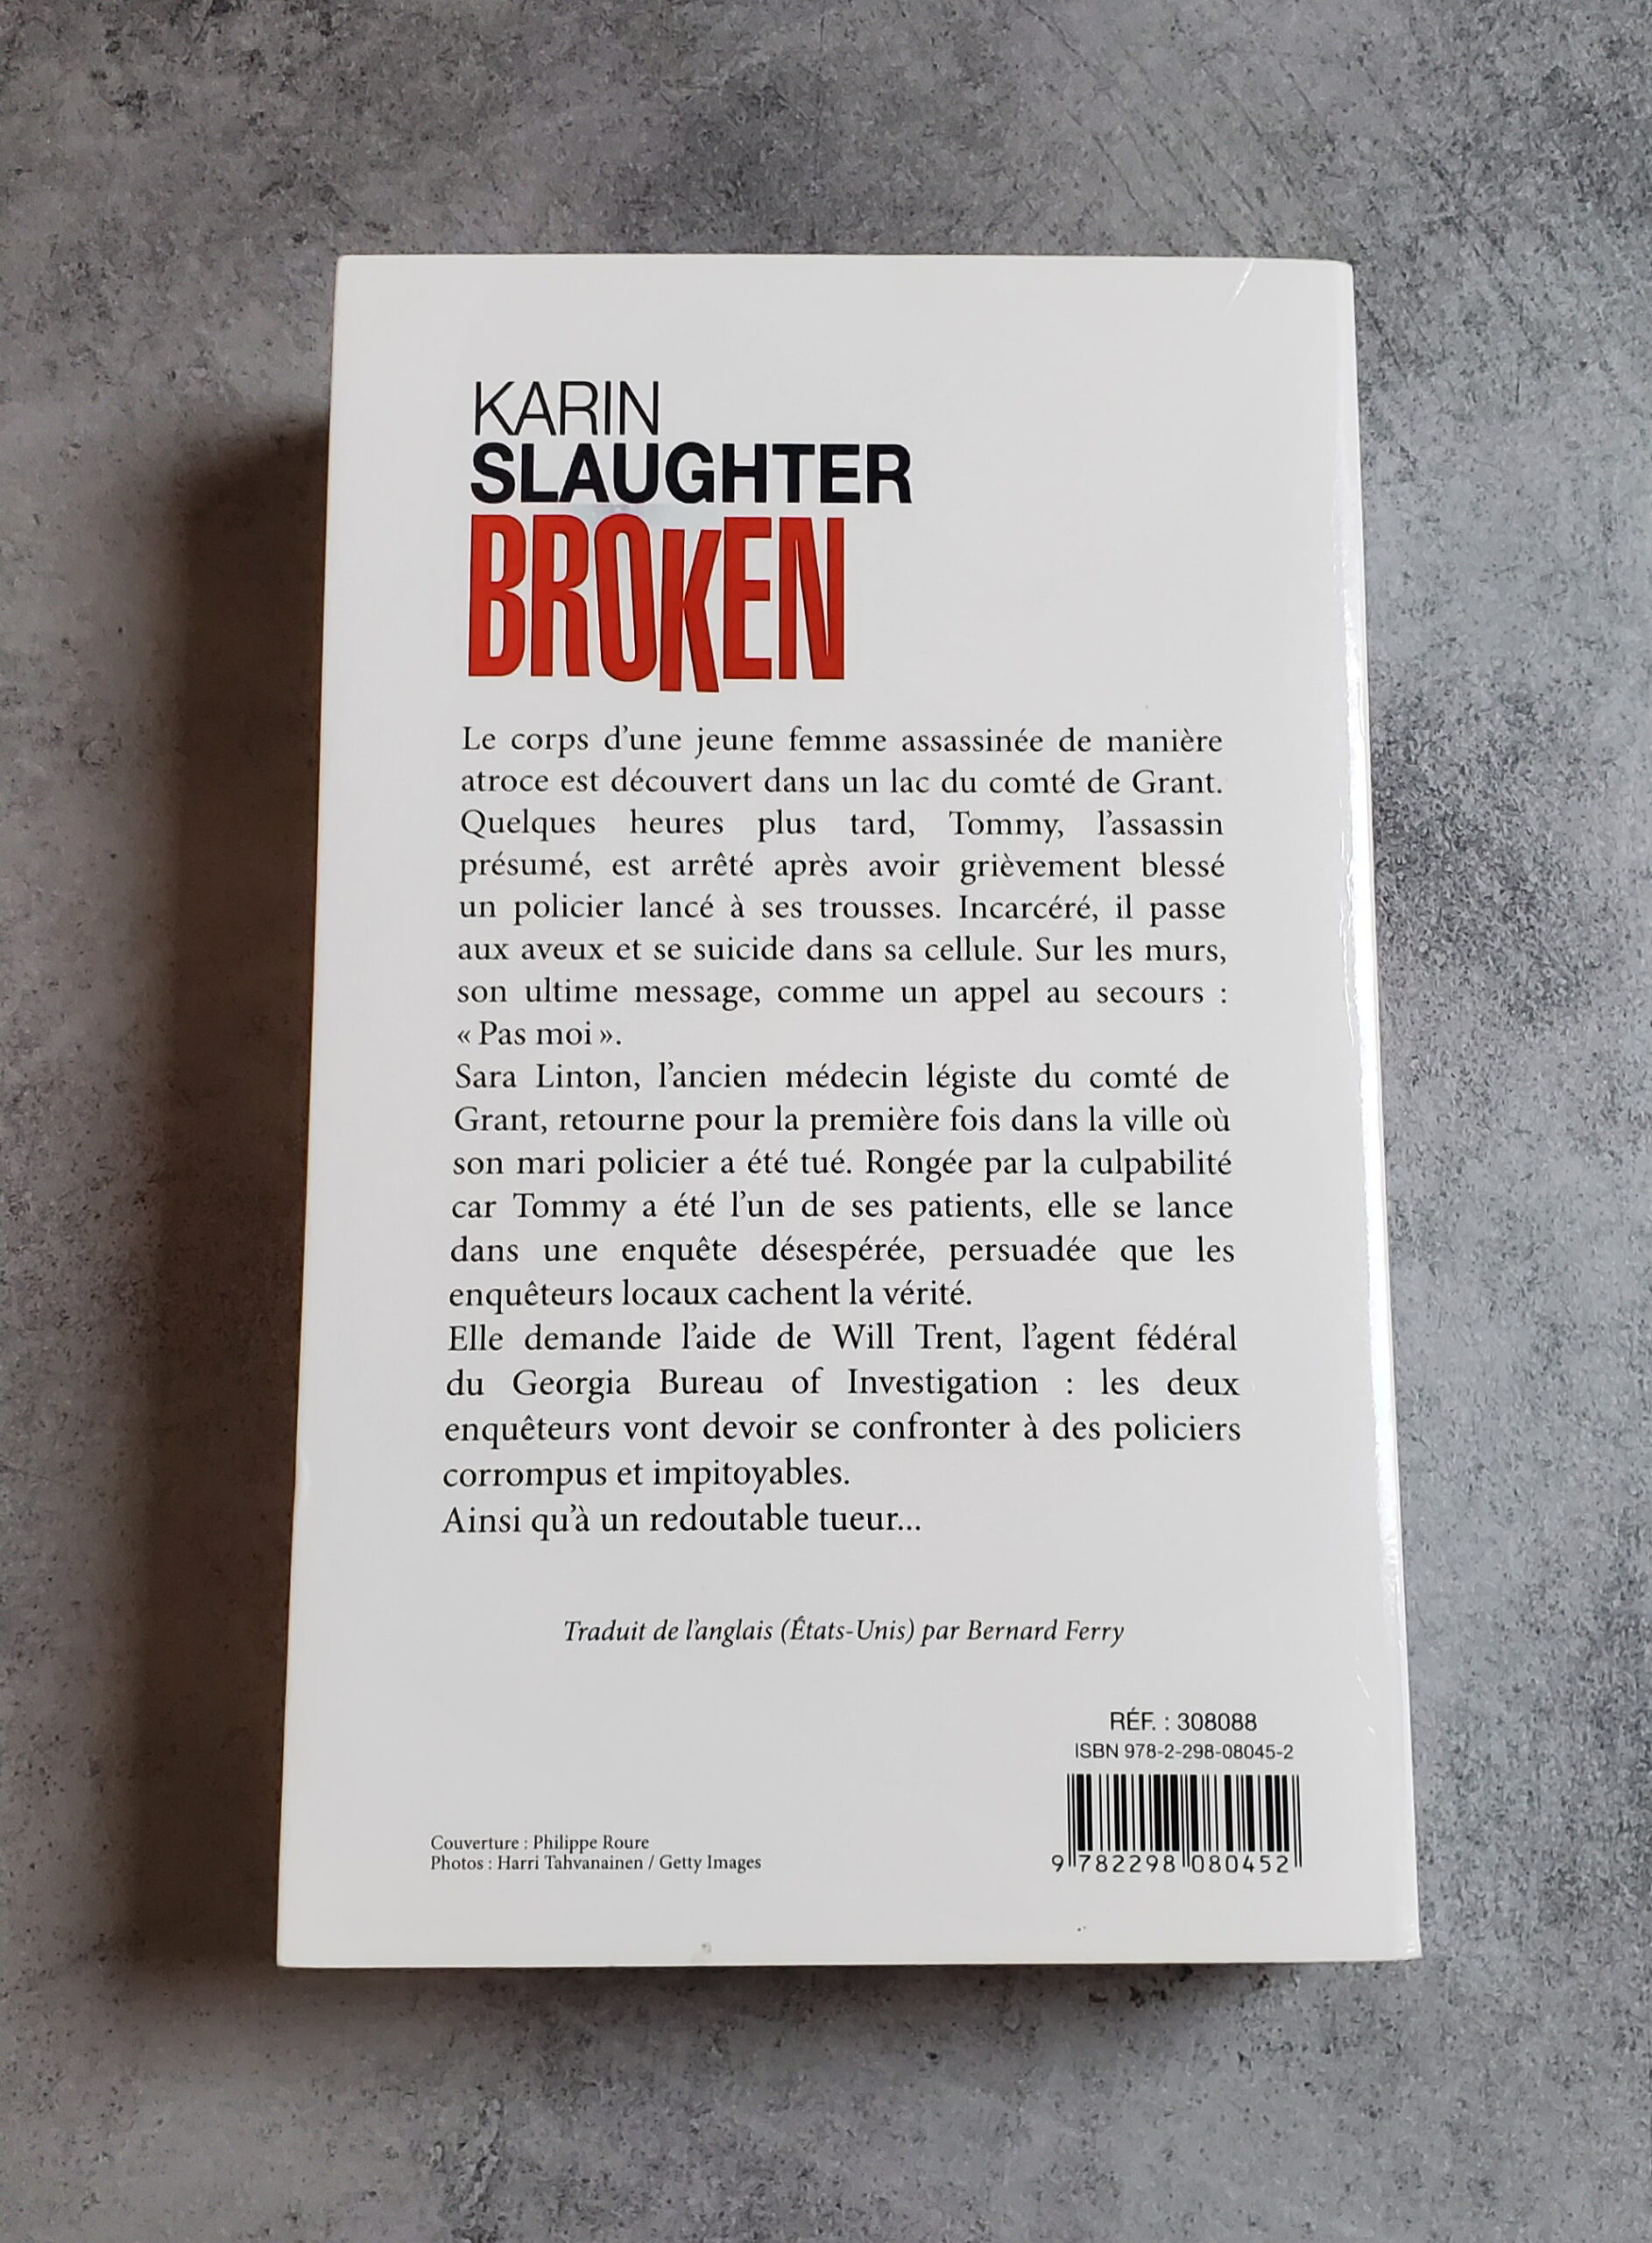 KARIN
SLAUGHTER
BROKEN
Le corps d’une jeune femme assassinée de manière
atroce est découvert dans un lac du comté de Grant.
Quelques heures plus tard, Tommy, l’assassin
présumé, est arrêté après avoir grièvement blessé
un policier lancé à ses trousses. Incarcéré, il passe
aux aveux et se suicide dans sa cellule. Sur les murs,
son ultime message, comme un appel au secours :
« Pas moi ».
Sara Linton, l’ancien médecin légiste du comté de
Grant, retourne pour la première fois dans la ville où
son mari policier a été tué. Rongée par la culpabilité
car Tommy a été l’un de ses patients, elle se lance
dans une enquête désespérée, persuadée que les
enquêteurs locaux cachent la vérité.
Elle demande l’aide de Will Trent, l’agent fédéral
du Georgia Bureau of Investigation : les deux
enquêteurs vont devoir se confronter à des policiers
corrompus et impitoyables.
Ainsi qu’à un redoutable tueur...
Traduit de l’anglais (États-Unis) par Bernard Ferry
RÉF. : 308088
ISBN 978-2-298-08045-2
9 782298 080452
Couverture : Philippe Roure
Photos : Harri Tahvanainen / Getty Images